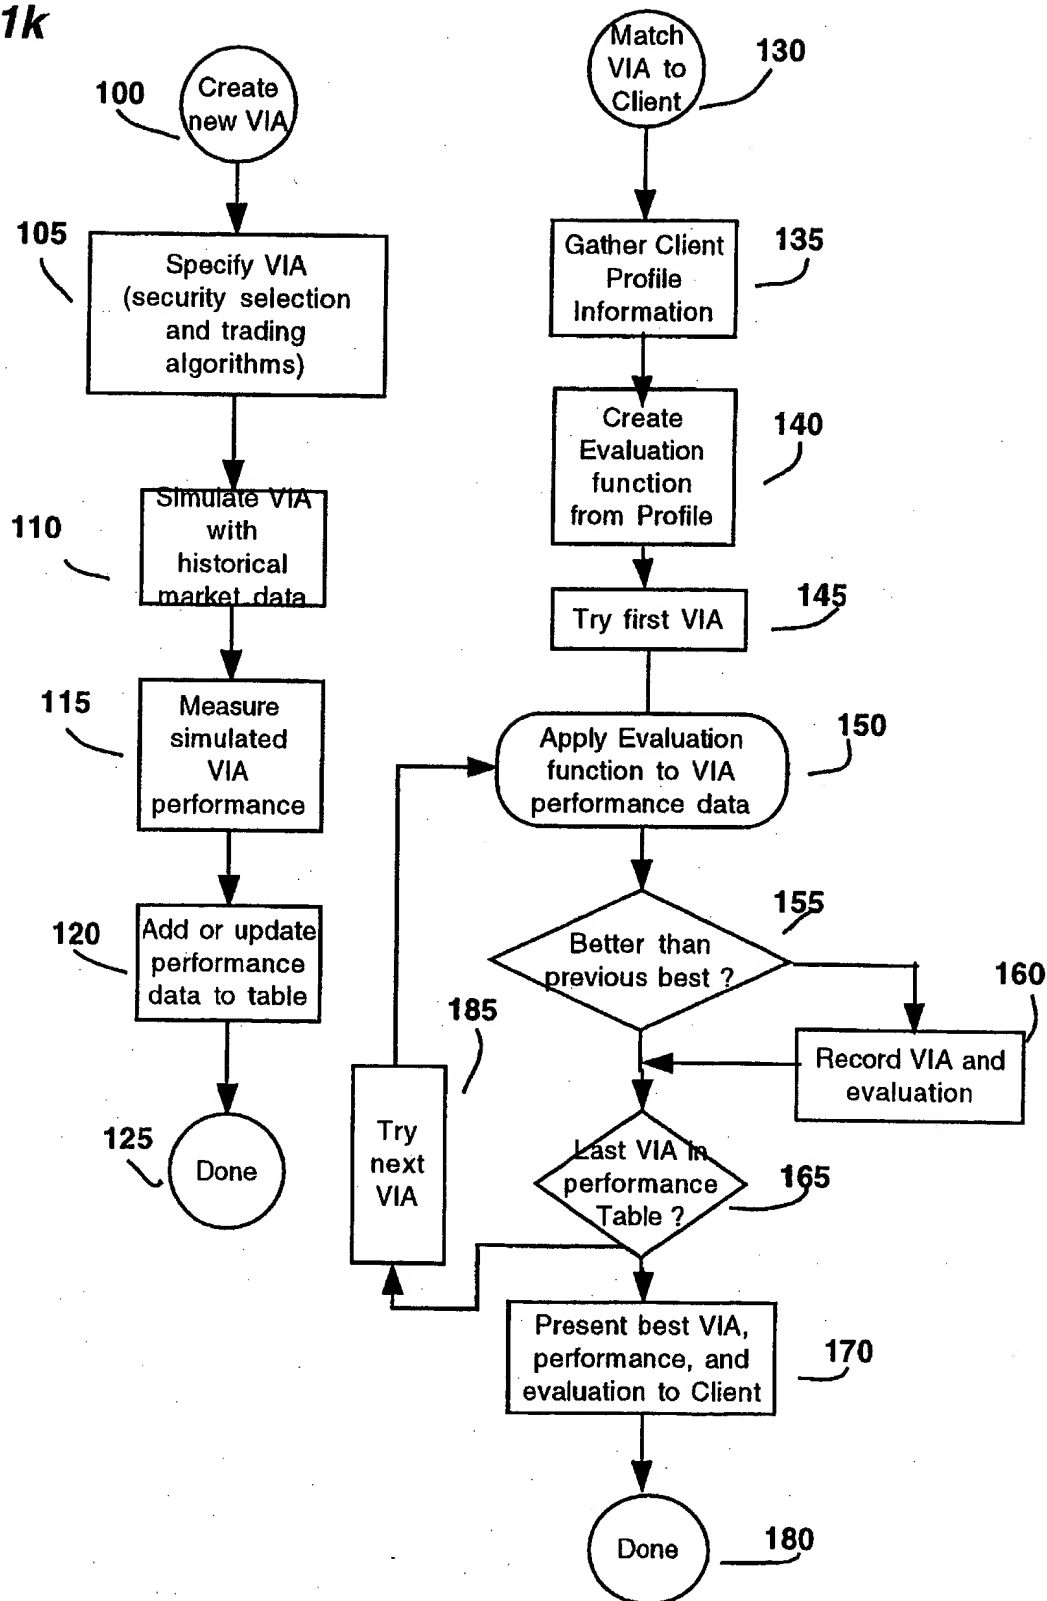 1k
100
Create
new VIA
105
Specify VIA
(security selection
and trading
algorithms)
110
Simulate VIA
with
historical
market data
115
Measure
simulated
VIA
performance
120
Add or update
performance
data to table
125
Done
Match
VIA to
Client
130
Gather Client
Profile
Information
135
Create
Evaluation
function
from Profile
140
Try first VIA
145
Apply Evaluation
function to VIA
performance data
150
Better than
previous best ?
155
160
Record VIA and
evaluation
185
Try
next
VIA
Last VIA in
performance
Table ?
165
Present best VIA,
performance, and
evaluation to Client
170
Done
180